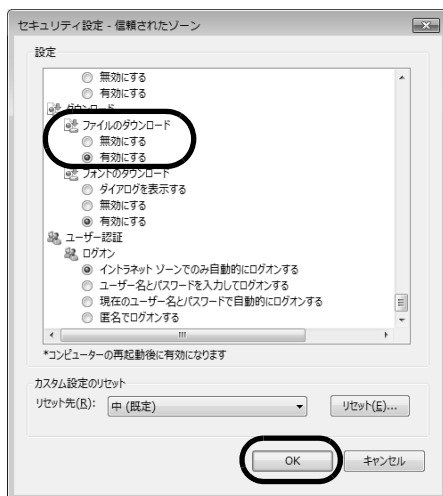 セキュリティ設定 - 信頼されたゾーン
設定
無効にする
有効にする
ダウンロード
ファイルのダウンロード
無効にする
有効にする
フォントのダウンロード
ダイアログを表示する
無効にする
有効にする
ユーザー認証
ログオン
イントラネット ゾーンでのみ自動的にログオンする
ユーザー名とパスワードを入力してログオンする
現在のユーザー名とパスワードで自動的にログオンする
匿名でログオンする
*コンピューターの再起動後に有効になります
カスタム設定のリセット
リセット先(R): 中 (既定) リセット(E)...
OK キャンセル